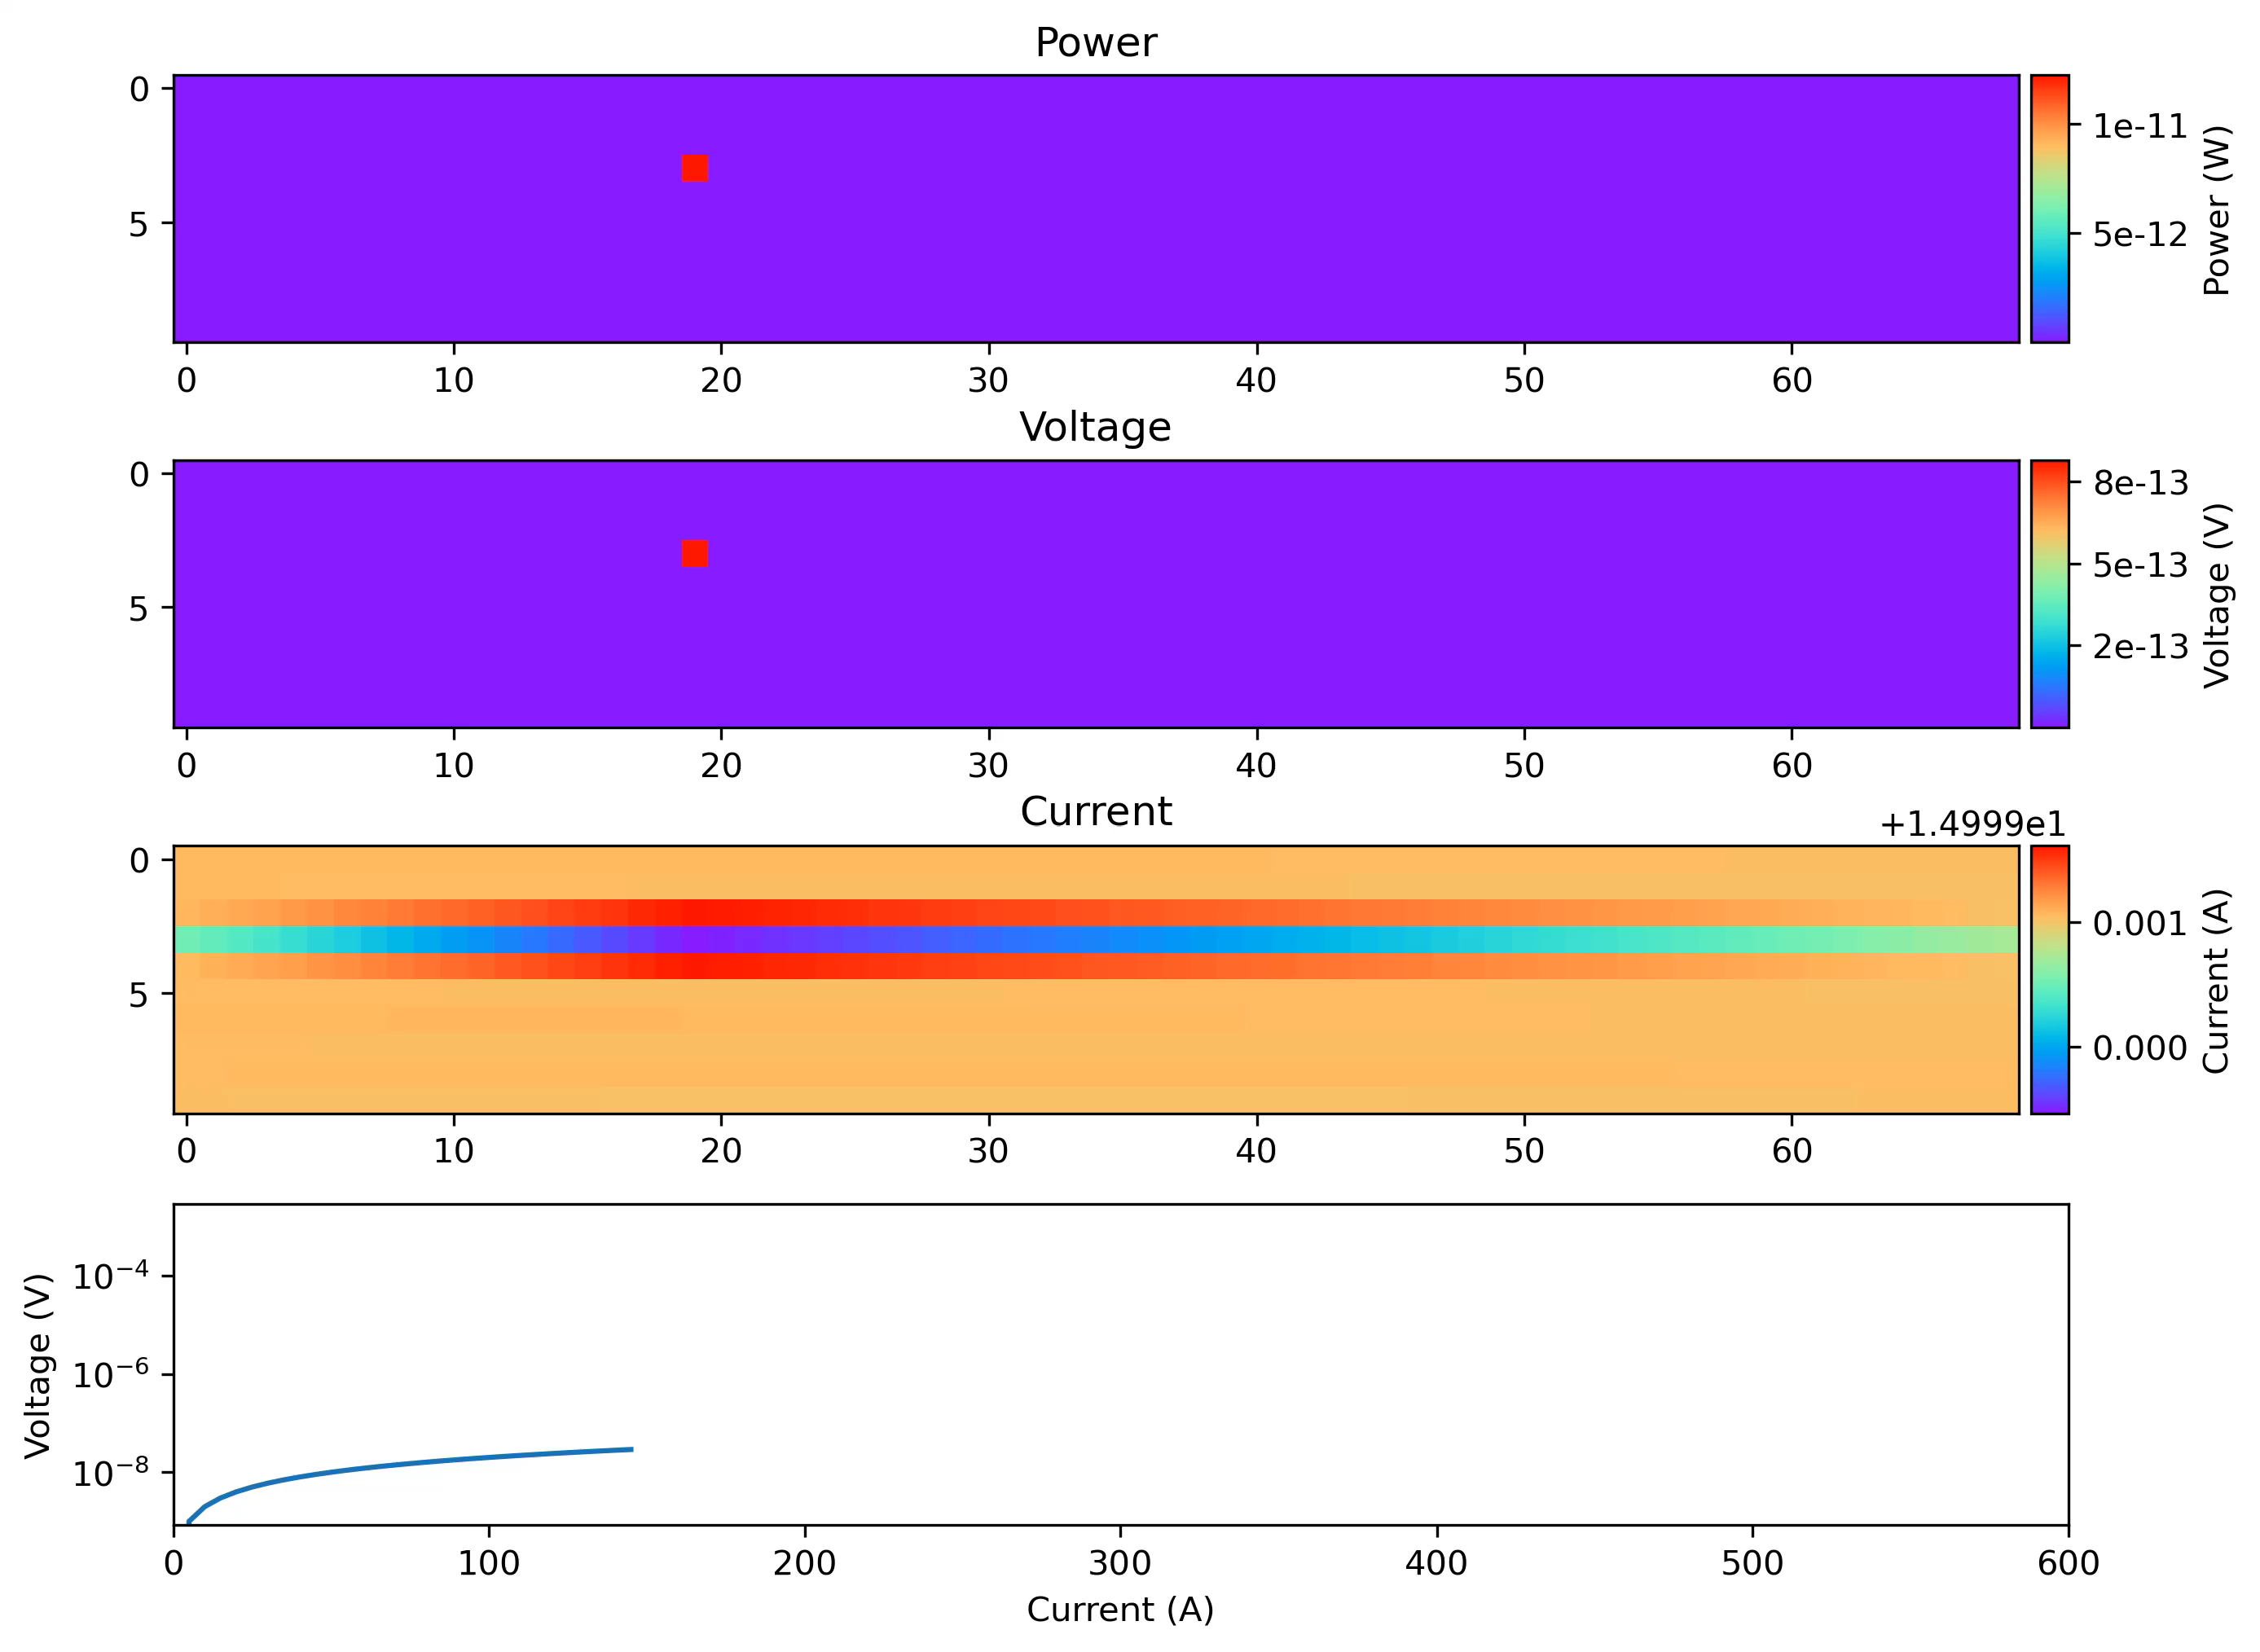 Power
0
5
0 10 20 30 40 50 60
1e-11
5e-12
Power (W)
Voltage
0
5
0 10 20 30 40 50 60
8e-13
5e-13
2e-13
Voltage (V)
Current
+1.4999e1
0
5
0 10 20 30 40 50 60
0.001
0.000
Current (A)
Voltage (V)
10⁻⁴
10⁻⁶
10⁻⁸
0 100 200 300 400 500 600
Current (A)